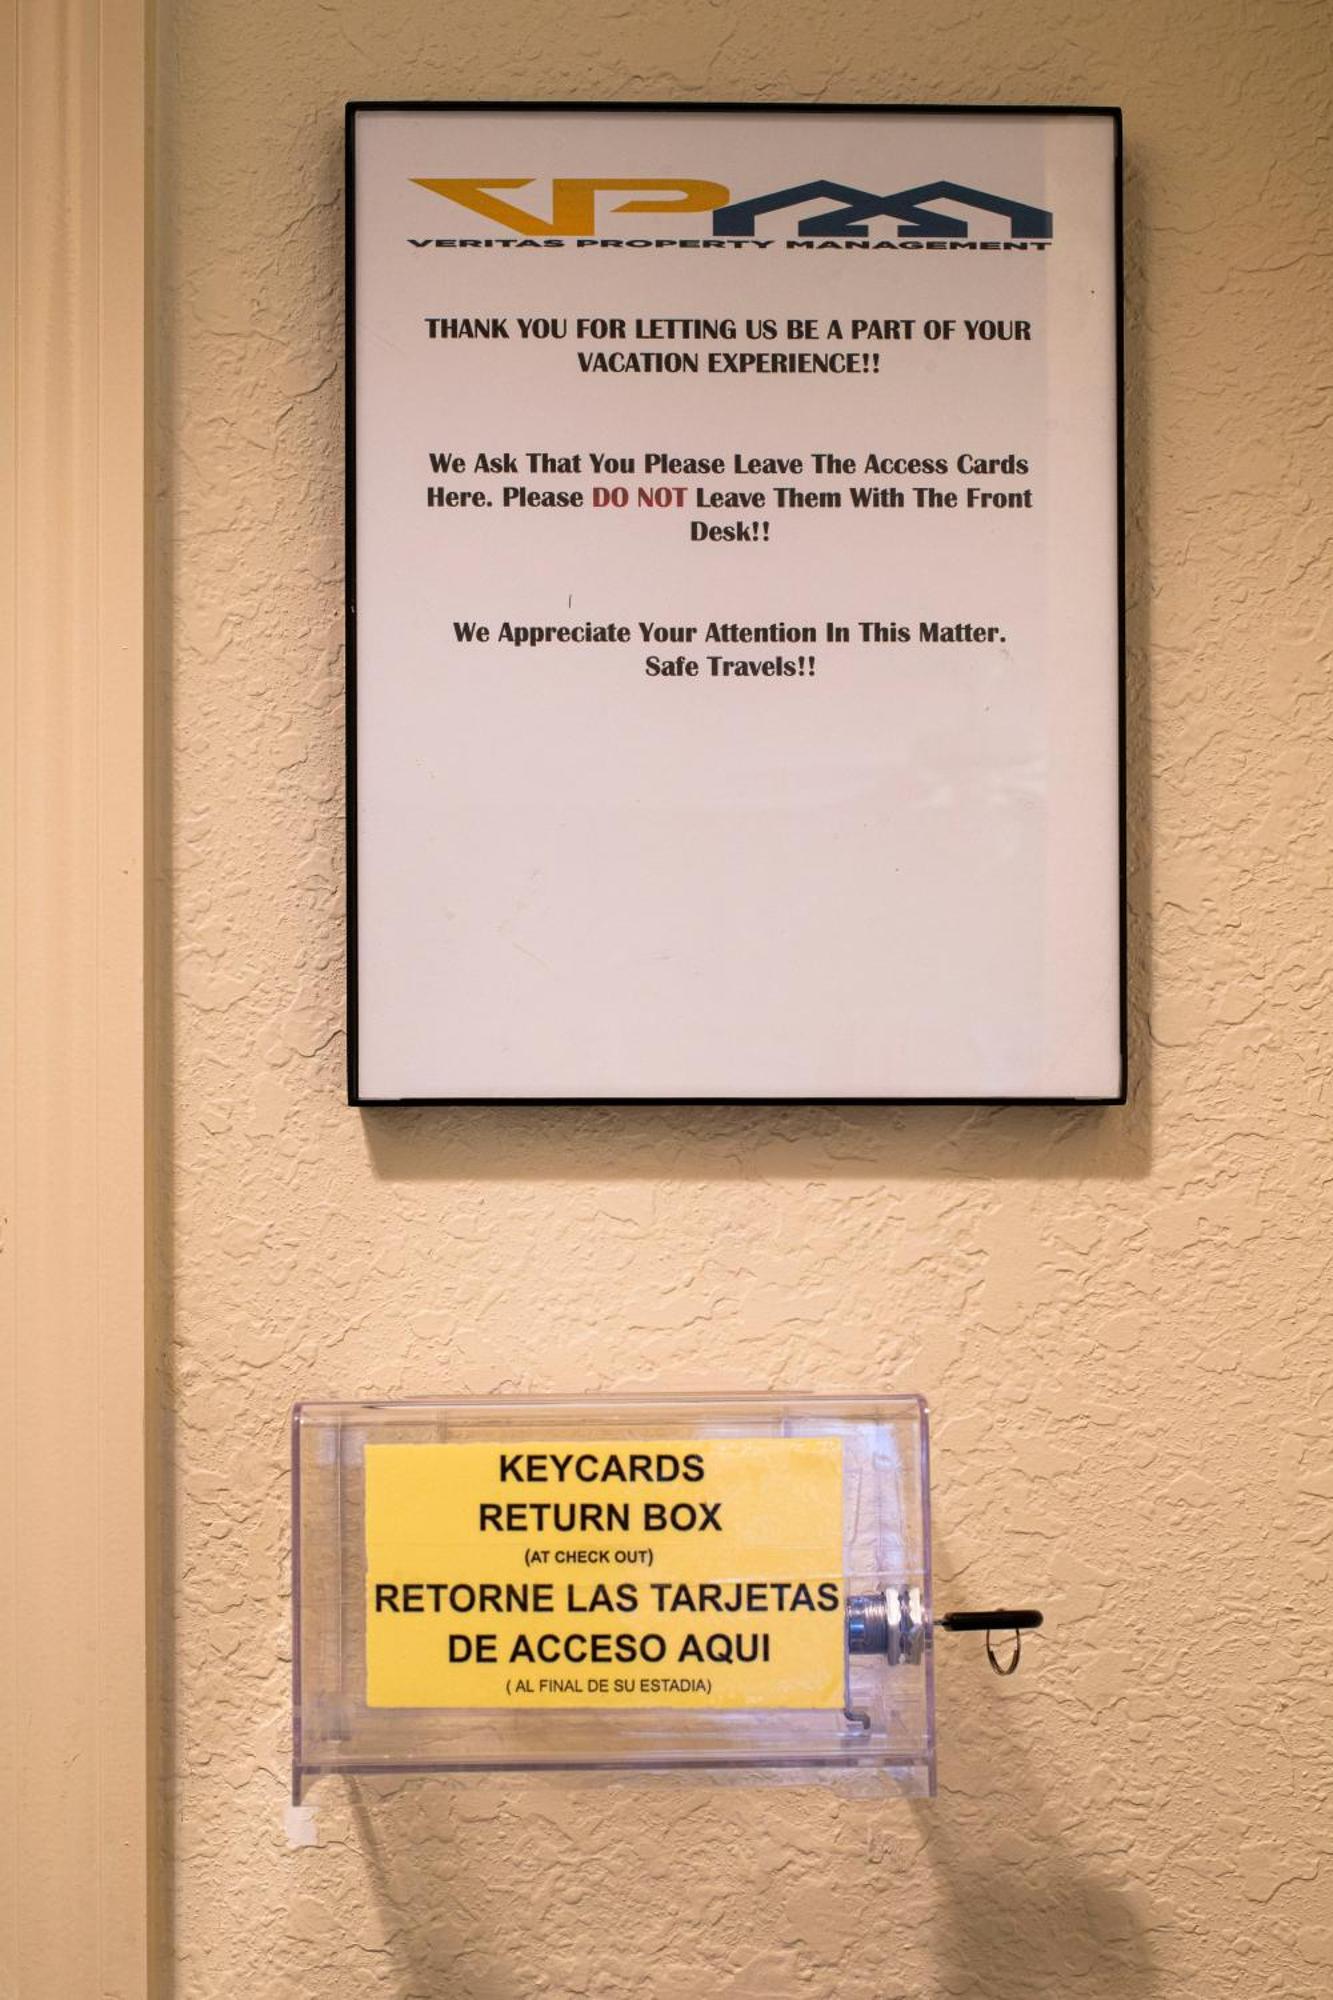 VPM
VERITAS PROPERTY MANAGEMENT
THANK YOU FOR LETTING US BE A PART OF YOUR
VACATION EXPERIENCE!!
We Ask That You Please Leave The Access Cards
Here. Please DO NOT Leave Them With The Front
Desk!!
We Appreciate Your Attention In This Matter.
Safe Travels!!
KEYCARDS
RETURN BOX
(AT CHECK OUT)
RETORNE LAS TARJETAS
DE ACCESO AQUI
( AL FINAL DE SU ESTADIA)